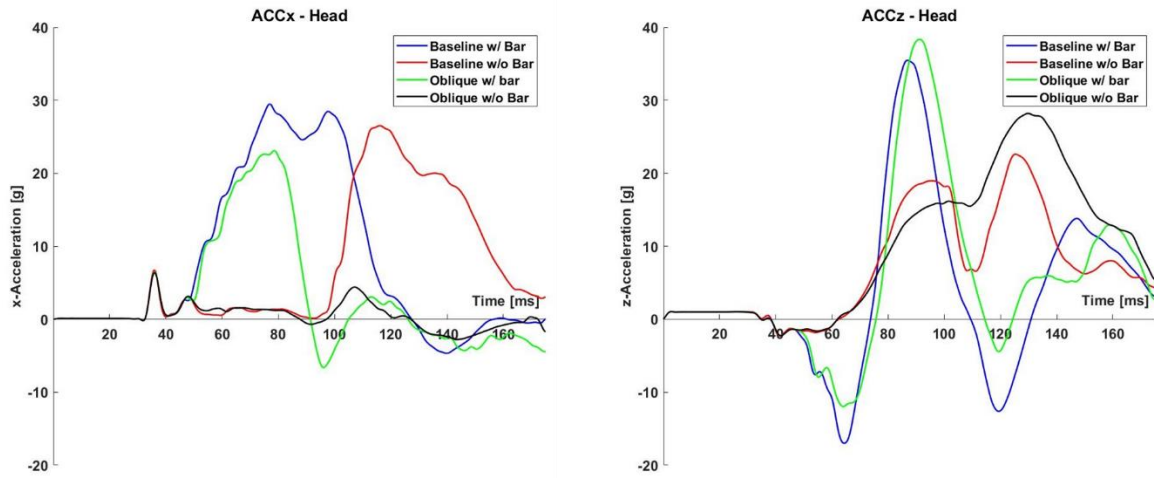 ACCx - Head
40
30
20
10
0
-10
-20
x-Acceleration [g]
Baseline w/ Bar
Baseline w/o Bar
Oblique w/ bar
Oblique w/o Bar
Time [ms]
20 40 60 80 100 120 140 160
ACCz - Head
40
30
20
10
0
-10
-20
z-Acceleration [g]
Baseline w/ Bar
Baseline w/o Bar
Oblique w/ bar
Oblique w/o Bar
Time [ms]
20 40 60 80 100 120 140 160